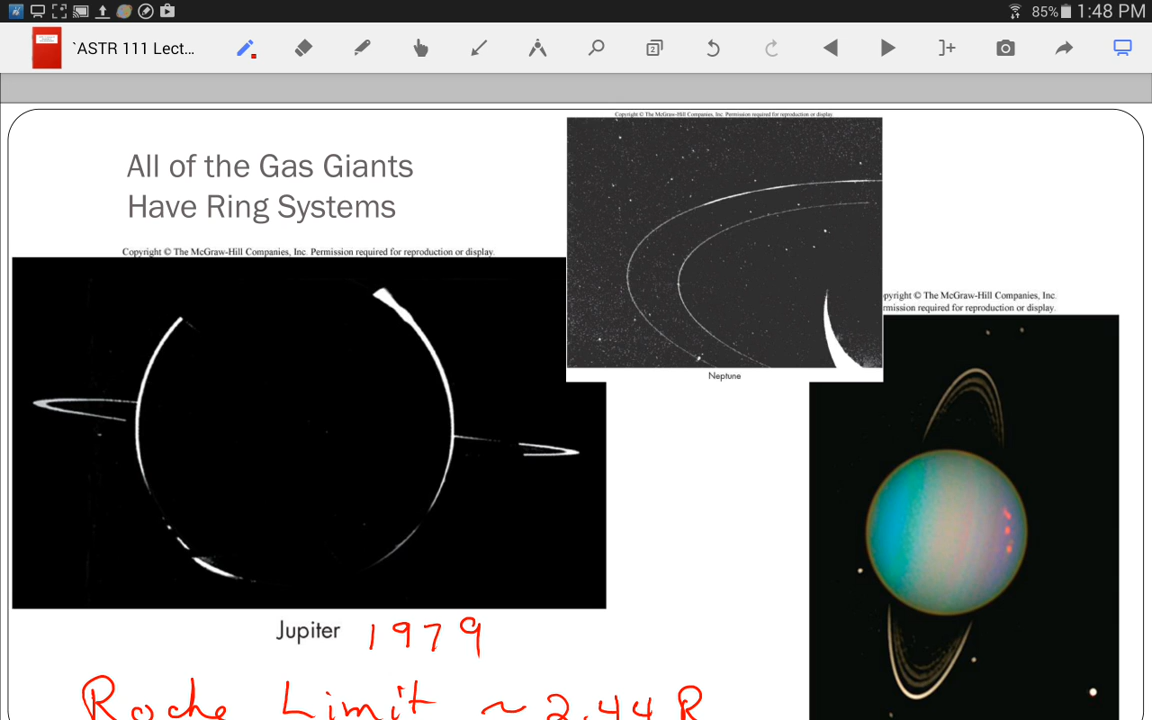 85% 1:48 PM
`ASTR 111 Lect...
2
Copyright © The McGraw-Hill Companies, Inc. Permission required for reproduction or display.
All of the Gas Giants
Have Ring Systems
Copyright © The McGraw-Hill Companies, Inc. Permission required for reproduction or display.
Neptune
pyright © The McGraw-Hill Companies, Inc.
rmission required for reproduction or display.
Jupiter 1979
Roche Limit ~ 2.44 R